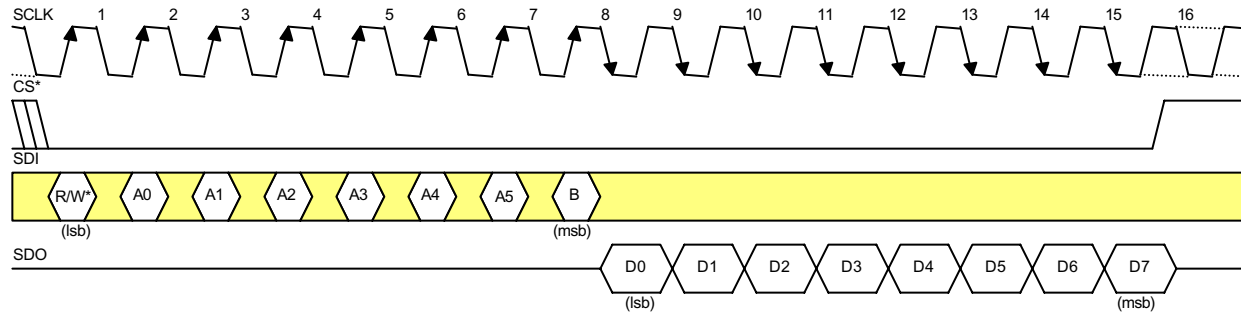 SCLK 1 2 3 4 5 6 7 8 9 10 11 12 13 14 15 16
CS*
SDI
R/W* A0 A1 A2 A3 A4 A5 B
(lsb) (msb)
SDO
D0 D1 D2 D3 D4 D5 D6 D7
(lsb) (msb)